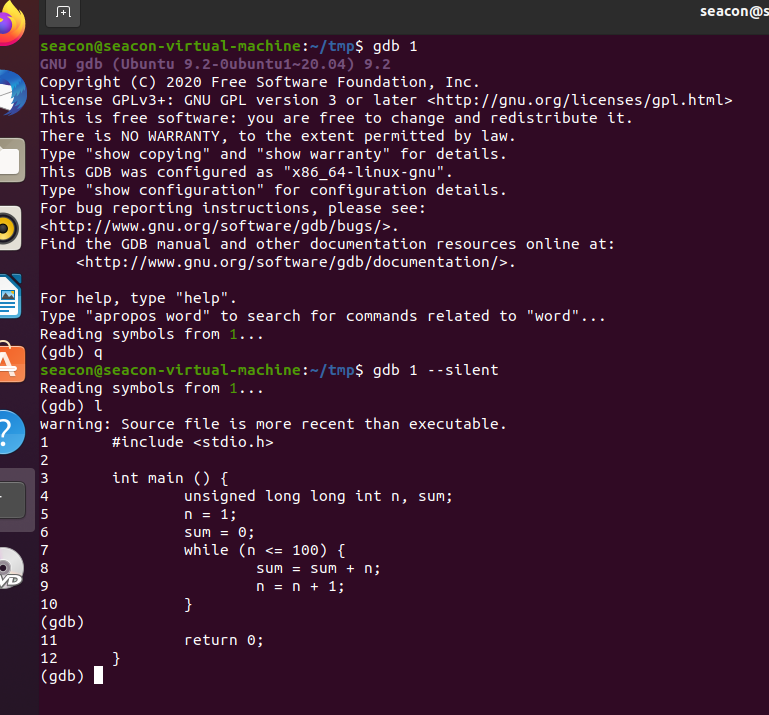 seacon@s
seacon@seacon-virtual-machine:~/tmp$ gdb 1
GNU gdb (Ubuntu 9.2-0ubuntu1~20.04) 9.2
Copyright (C) 2020 Free Software Foundation, Inc.
License GPLv3+: GNU GPL version 3 or later <http://gnu.org/licenses/gpl.html>
This is free software: you are free to change and redistribute it.
There is NO WARRANTY, to the extent permitted by law.
Type "show copying" and "show warranty" for details.
This GDB was configured as "x86_64-linux-gnu".
Type "show configuration" for configuration details.
For bug reporting instructions, please see:
<http://www.gnu.org/software/gdb/bugs/>.
Find the GDB manual and other documentation resources online at:
    <http://www.gnu.org/software/gdb/documentation/>.
For help, type "help".
Type "apropos word" to search for commands related to "word"...
Reading symbols from 1...
(gdb) q
seacon@seacon-virtual-machine:~/tmp$ gdb 1 --silent
Reading symbols from 1...
(gdb) l
warning: Source file is more recent than executable.
1       #include <stdio.h>
2
3       int main () {
4               unsigned long long int n, sum;
5               n = 1;
6               sum = 0;
7               while (n <= 100) {
8                       sum = sum + n;
9                       n = n + 1;
10              }
(gdb)
11              return 0;
12      }
(gdb)